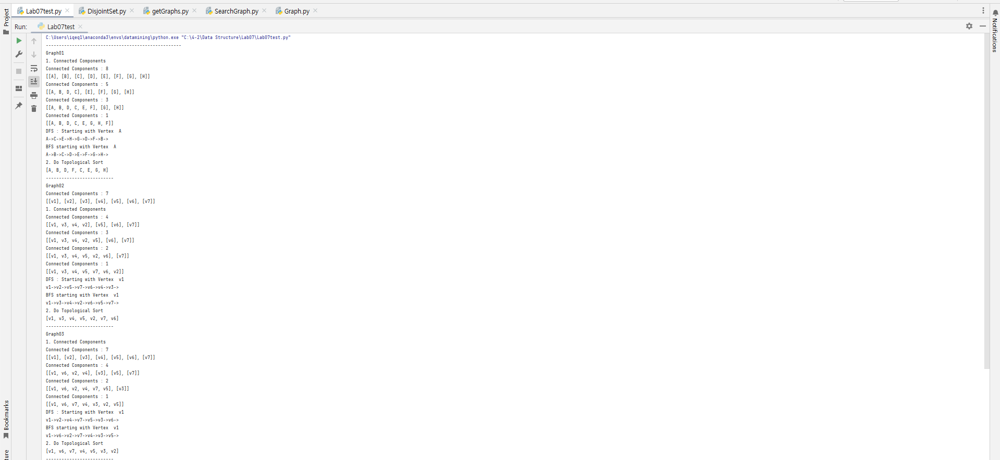 Lab07test.py
DisjointSet.py
getGraphs.py
SearchGraph.py
Graph.py
Project
Notifications
Run: Lab07test
C:\Users\iqeq1\anaconda3\envs\datamining\python.exe "C:\4-2\Data Structure\Lab07\Lab07test.py"
----------------------------------------------------
Graph01
1. Connected Components
Connected Components : 8
[[A], [B], [C], [D], [E], [F], [G], [H]]
Connected Components : 5
[[A, B, D, C], [E], [F], [G], [H]]
Connected Components : 3
[[A, B, D, C, E, F], [G], [H]]
Connected Components : 1
[[A, B, D, C, E, G, H, F]]
DFS : Starting with Vertex  A
A->C->E->H->G->D->F->B->
BFS starting with Vertex  A
A->B->C->D->E->F->G->H->
2. Do Topological Sort
[A, B, D, F, C, E, G, H]
--------------------------
Graph02
Connected Components : 7
[[v1], [v2], [v3], [v4], [v5], [v6], [v7]]
1. Connected Components
Connected Components : 4
[[v1, v3, v4, v2], [v5], [v6], [v7]]
Connected Components : 3
[[v1, v3, v4, v2, v5], [v6], [v7]]
Connected Components : 2
[[v1, v3, v4, v5, v2, v6], [v7]]
Connected Components : 1
[[v1, v3, v4, v5, v7, v6, v2]]
DFS : Starting with Vertex  v1
v1->v2->v5->v7->v6->v4->v3->
BFS starting with Vertex  v1
v1->v3->v4->v2->v6->v5->v7->
2. Do Topological Sort
[v1, v3, v4, v5, v2, v7, v6]
--------------------------
Graph03
1. Connected Components
Connected Components : 7
[[v1], [v2], [v3], [v4], [v5], [v6], [v7]]
Connected Components : 4
[[v1, v6, v2, v4], [v3], [v5], [v7]]
Connected Components : 2
[[v1, v6, v2, v4, v7, v5], [v3]]
Connected Components : 1
[[v1, v6, v7, v4, v3, v2, v5]]
DFS : Starting with Vertex  v1
v1->v2->v4->v7->v5->v3->v6->
BFS starting with Vertex  v1
v1->v6->v2->v7->v4->v3->v5->
2. Do Topological Sort
[v1, v6, v7, v4, v5, v3, v2]
--------------------------
Bookmarks
ture